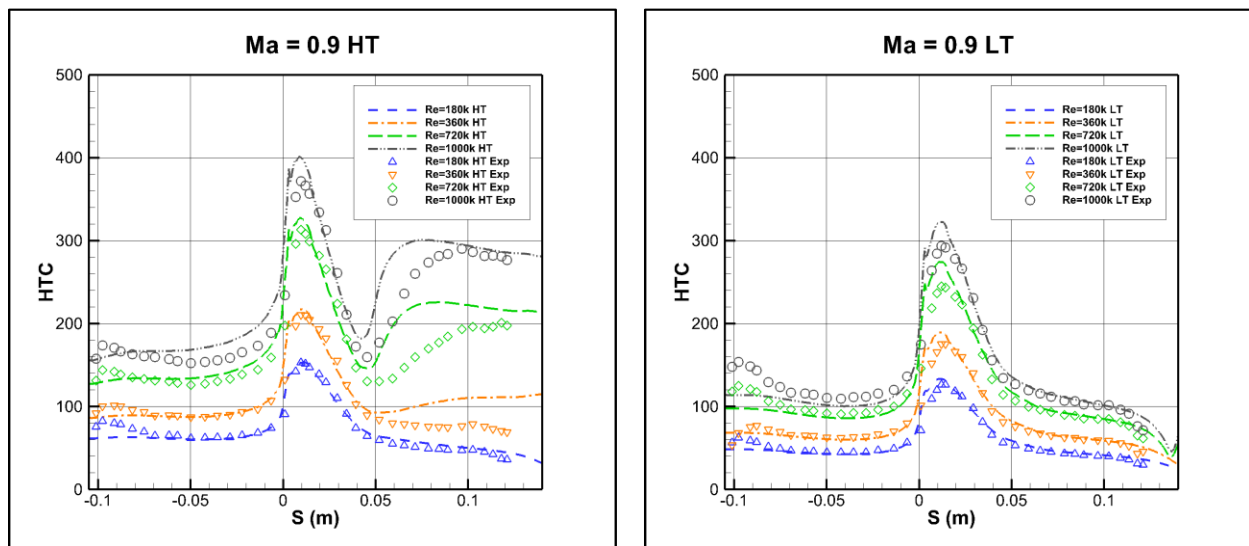 Ma = 0.9 HT
500
400
300
200
100
0
HTC
-0.1
-0.05
0
0.05
0.1
S (m)
Re=180k HT
Re=360k HT
Re=720k HT
Re=1000k HT
Re=180k HT Exp
Re=360k HT Exp
Re=720k HT Exp
Re=1000k HT Exp
Ma = 0.9 LT
500
400
300
200
100
0
HTC
-0.1
-0.05
0
0.05
0.1
S (m)
Re=180k LT
Re=360k LT
Re=720k LT
Re=1000k LT
Re=180k LT Exp
Re=360k LT Exp
Re=720k LT Exp
Re=1000k LT Exp